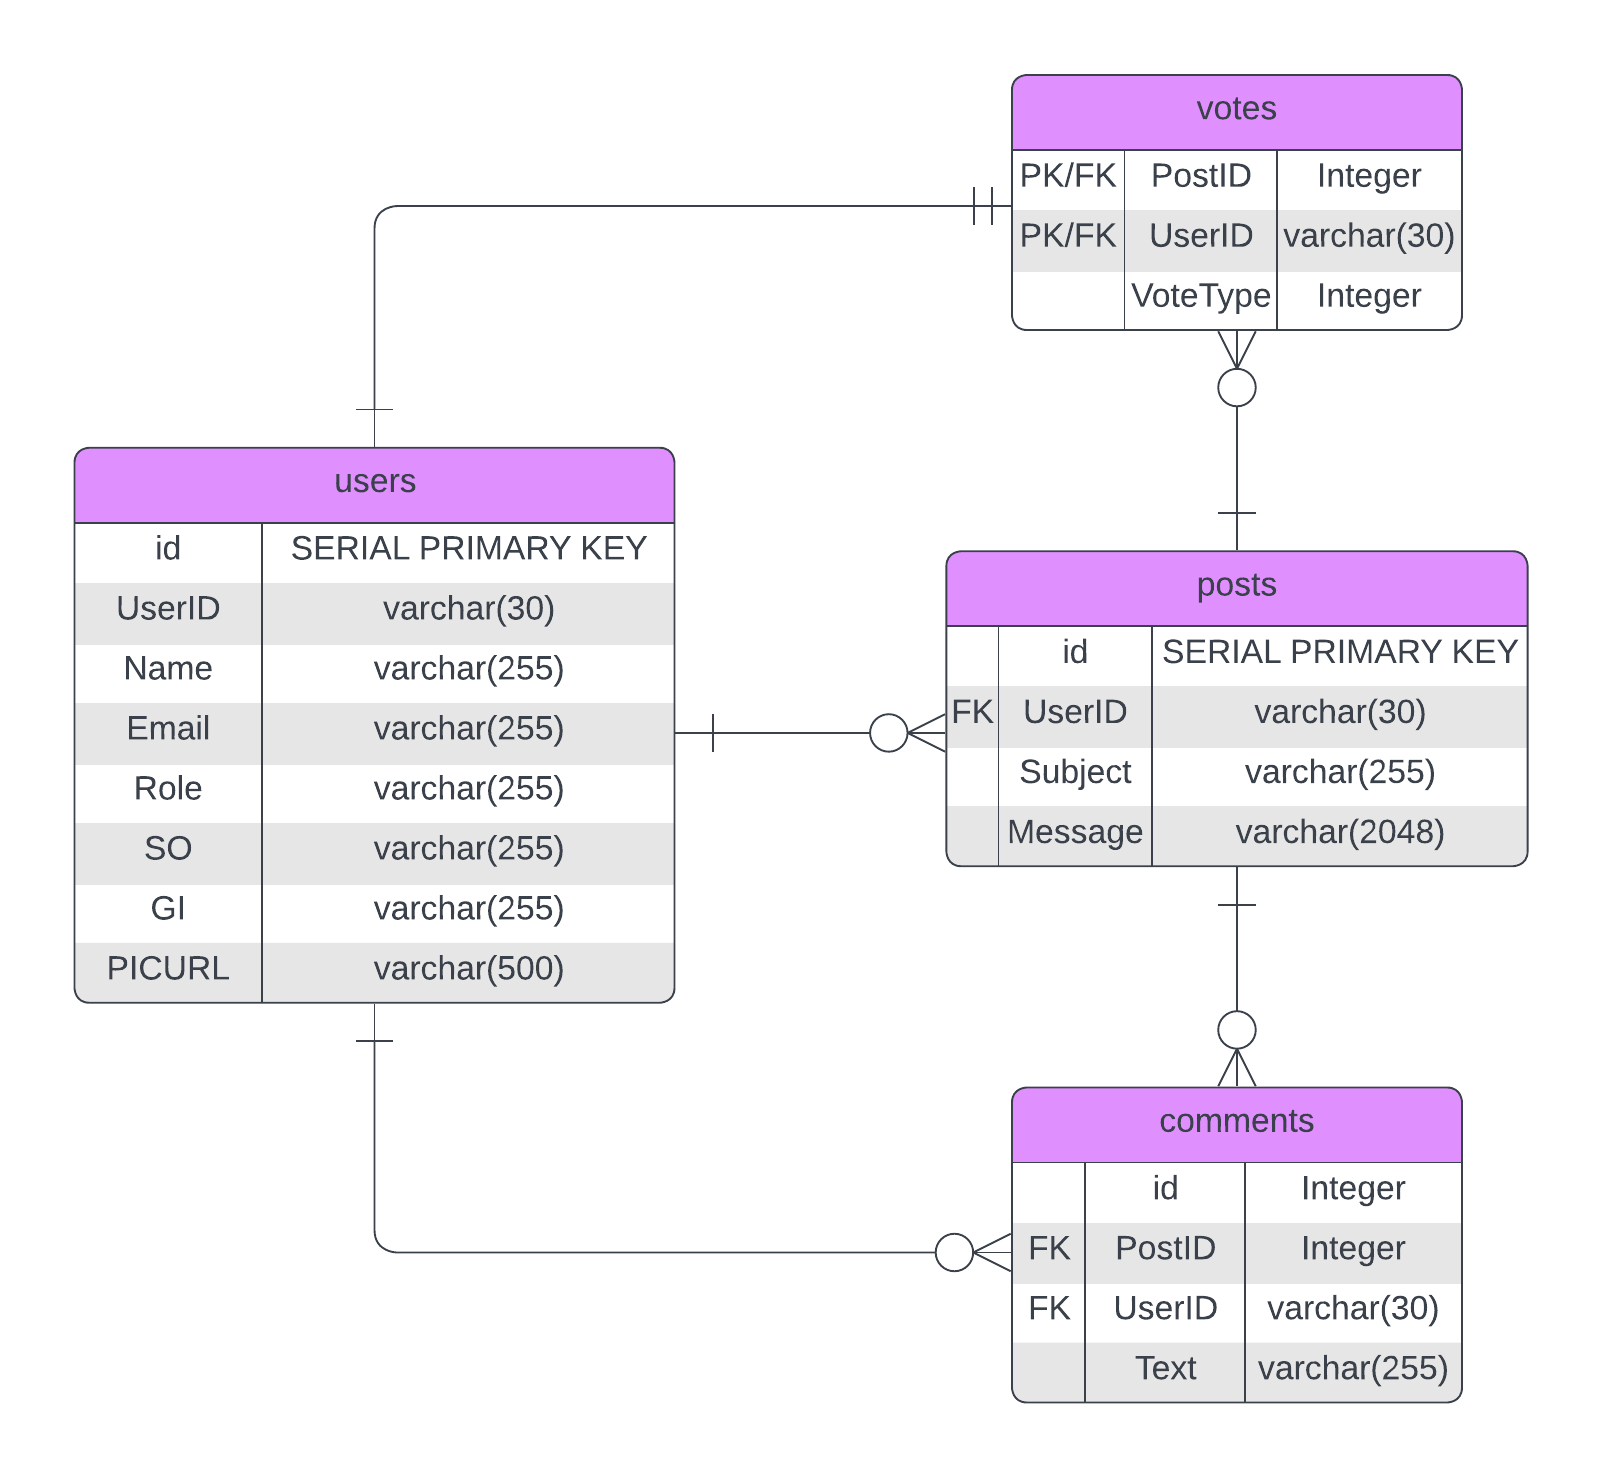 votes
PK/FK PostID Integer
PK/FK UserID varchar(30)
VoteType Integer
users
id SERIAL PRIMARY KEY
UserID varchar(30)
Name varchar(255)
Email varchar(255)
Role varchar(255)
SO varchar(255)
GI varchar(255)
PICURL varchar(500)
posts
id SERIAL PRIMARY KEY
FK UserID varchar(30)
Subject varchar(255)
Message varchar(2048)
comments
id Integer
FK PostID Integer
FK UserID varchar(30)
Text varchar(255)